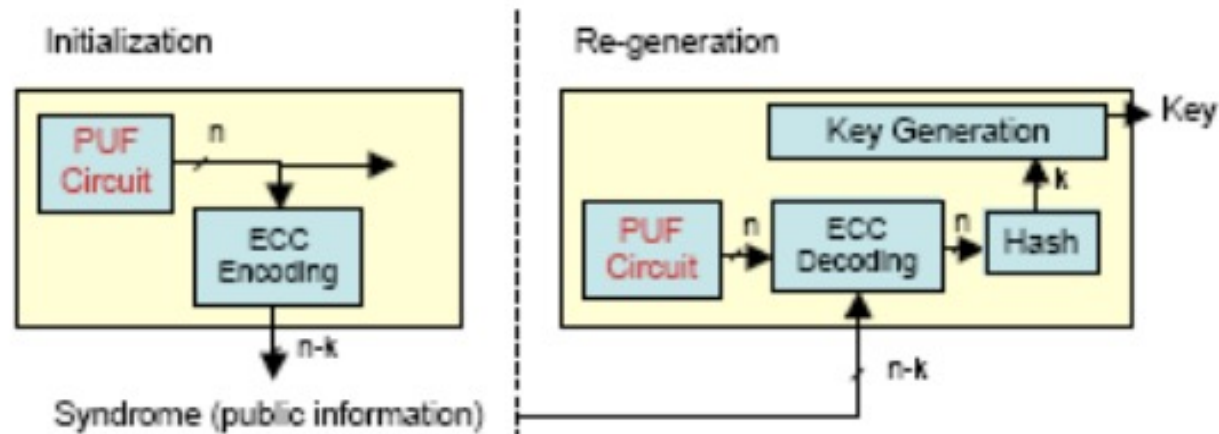 Initialization
PUF
Circuit
n
ECC
Encoding
n-k
Syndrome (public information)
Re-generation
Key Generation
Key
k
PUF
Circuit
n
ECC
Decoding
n
Hash
n-k